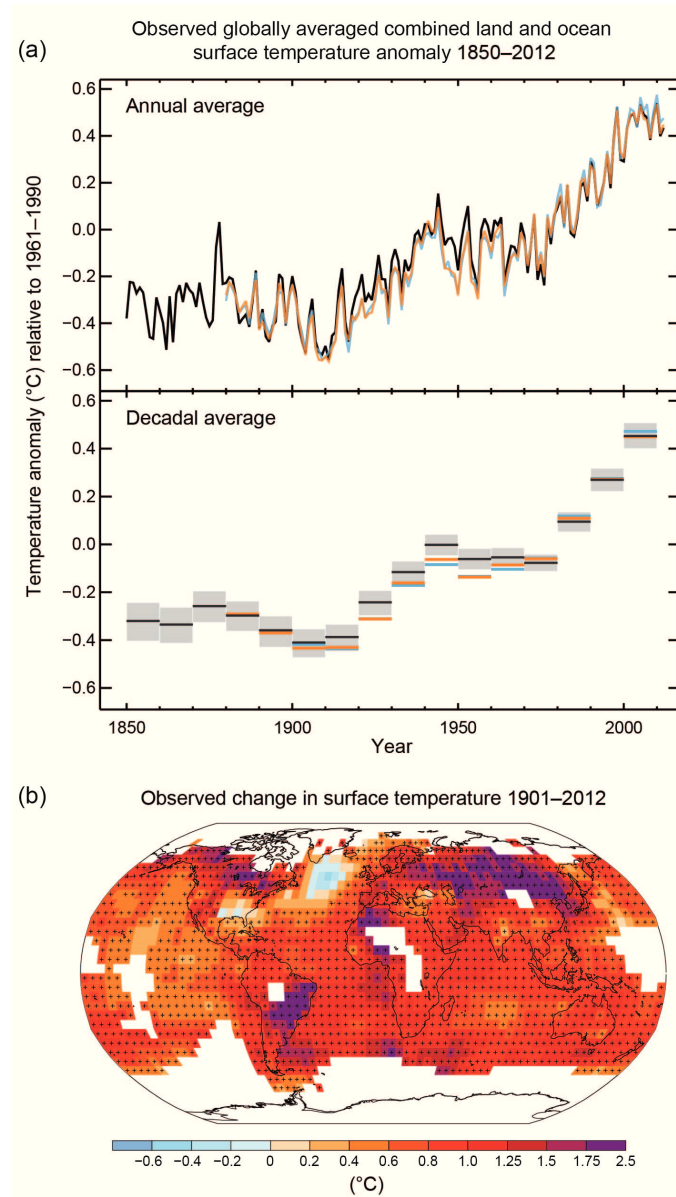 Observed globally averaged combined land and ocean
(a) surface temperature anomaly 1850–2012
Annual average
0.6
0.4
0.2
0.0
−0.2
−0.4
−0.6
Temperature anomaly (°C) relative to 1961–1990
Decadal average
0.4
0.2
0.0
−0.2
−0.4
−0.6
1850 1900 1950 2000
Year
(b) Observed change in surface temperature 1901–2012
−0.6 −0.4 −0.2 0 0.2 0.4 0.6 0.8 1.0 1.25 1.5 1.75 2.5
(°C)